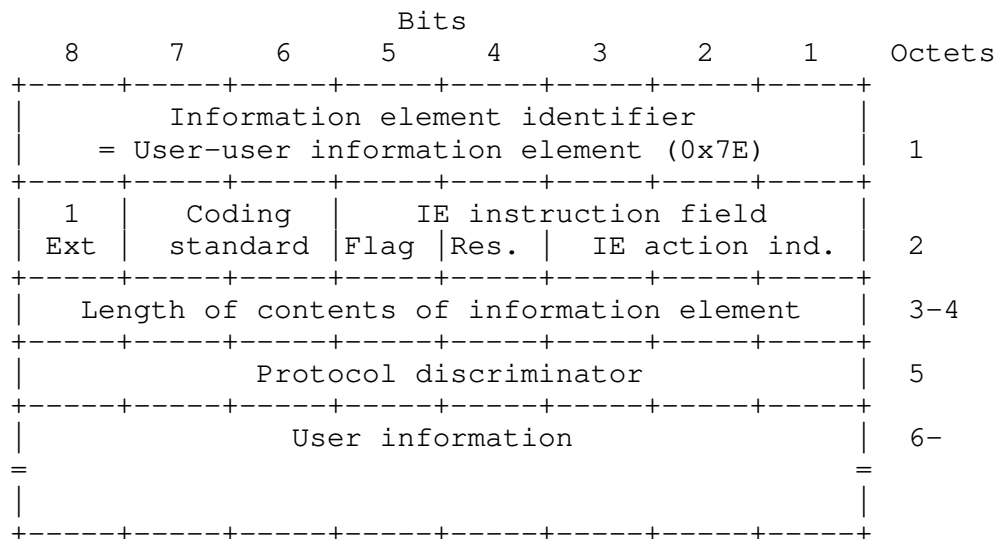 Bits
8 7 6 5 4 3 2 1 Octets
+-----+-----+-----+-----+-----+-----+-----+-----+
| Information element identifier |
| = User-user information element (0x7E) | 1
+-----+-----+-----+-----+-----+-----+-----+-----+
| 1 | Coding | IE instruction field |
| Ext | standard |Flag |Res. | IE action ind. | 2
+-----+-----+-----+-----+-----+-----+-----+-----+
| Length of contents of information element | 3-4
+-----+-----+-----+-----+-----+-----+-----+-----+
| Protocol discriminator | 5
+-----+-----+-----+-----+-----+-----+-----+-----+
| User information | 6-
= =
| |
+-----+-----+-----+-----+-----+-----+-----+-----+